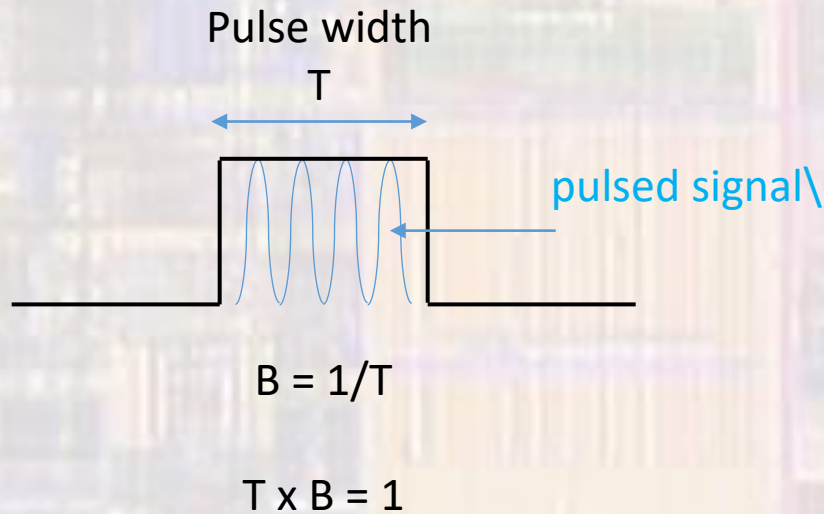 Pulse width
T
pulsed signal\
B = 1/T
T x B = 1